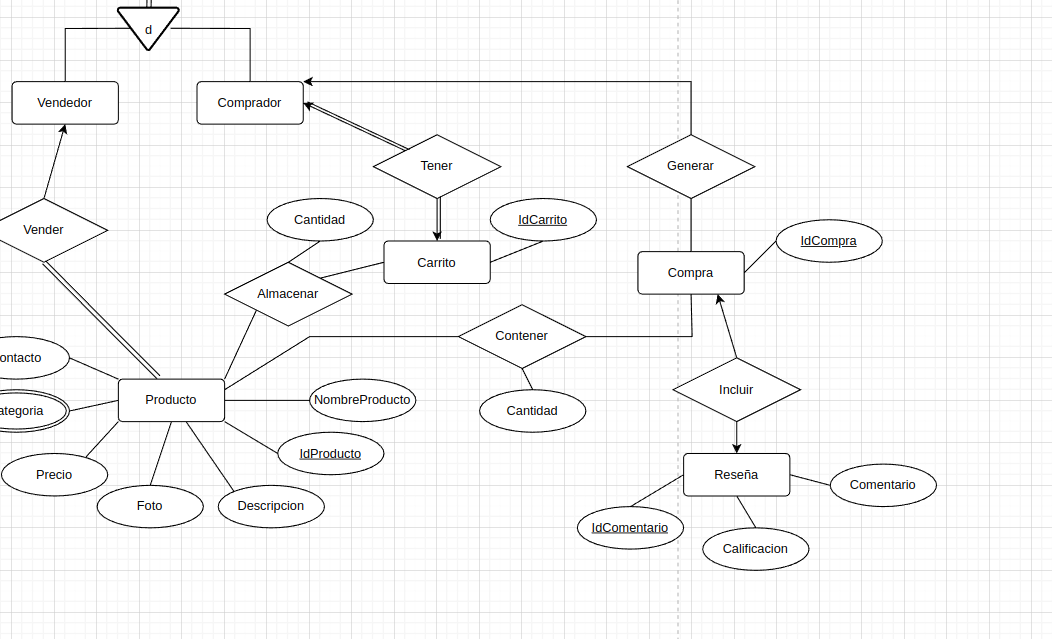 d
Vendedor
Comprador
Tener
Generar
Vender
Cantidad
IdCarrito
IdCompra
Carrito
Compra
Almacenar
Contener
ontacto
Incluir
Producto
NombreProducto
ategoria
Cantidad
IdProducto
Precio
Reseña
Comentario
Foto
Descripcion
IdComentario
Calificacion